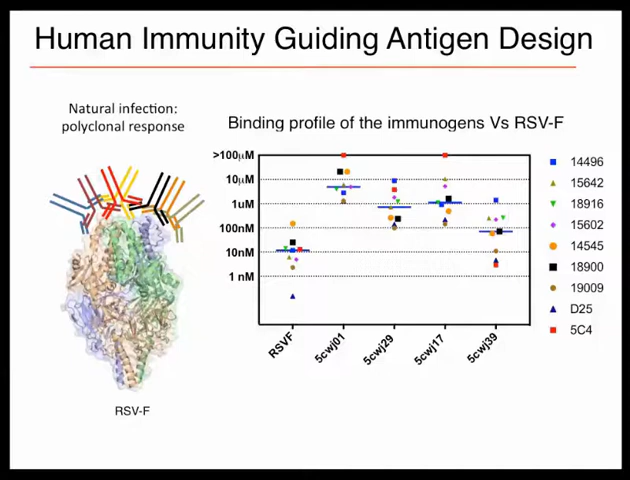 Human Immunity Guiding Antigen Design
Natural infection:
polyclonal response
Binding profile of the immunogens Vs RSV-F
>100µM
10µM
1uM
100nM
10nM
1 nM
RSVF
5cwj01
5cwj29
5cwj17
5cwj39
14496
15642
18916
15602
14545
18900
19009
D25
5C4
RSV-F